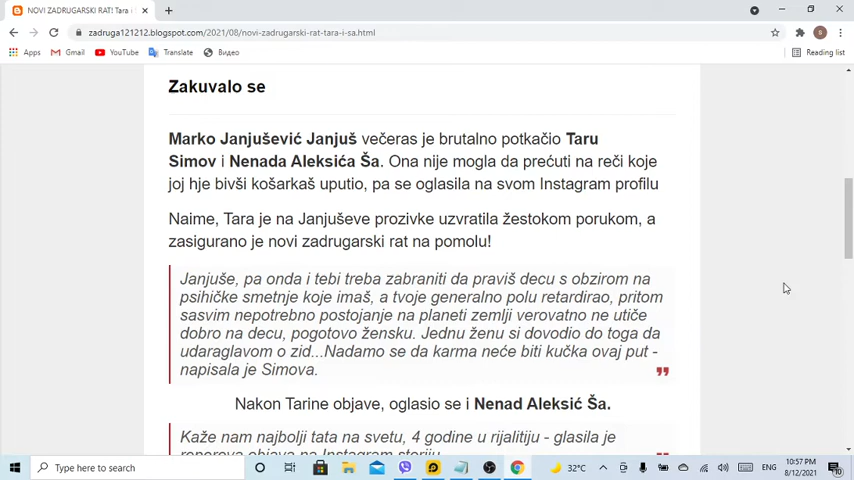 NOVI ZADRUGARSKI RAT! Tara i
zadruga121212.blogspot.com/2021/08/novi-zadrugarski-rat-tara-i-sa.html
Apps Gmail YouTube Translate Видео Reading list
Zakuvalo se
Marko Janjušević Janjuš večeras je brutalno potkačio Taru
Simov i Nenada Aleksića Ša. Ona nije mogla da prećuti na reči koje
joj hje bivši košarkaš uputio, pa se oglasila na svom Instagram profilu
Naime, Tara je na Janjuševe prozivke uzvratila žestokom porukom, a
zasigurano je novi zadrugarski rat na pomolu!
Janjuše, pa onda i tebi treba zabraniti da praviš decu s obzirom na
psihičke smetnje koje imaš, a tvoje generalno polu retardirao, pritom
sasvim nepotrebno postojanje na planeti zemlji verovatno ne utiče
dobro na decu, pogotovo žensku. Jednu ženu si dovodio do toga da
udaraglavom o zid...Nadamo se da karma neće biti kučka ovaj put -
napisala je Simova.
Nakon Tarine objave, oglasio se i Nenad Aleksić Ša.
Kaže nam najbolji tata na svetu, 4 godine u rijalitiju - glasila je
reperova objava na Instagram storiju.
Type here to search
32°C
ENG
10:57 PM
8/12/2021
10